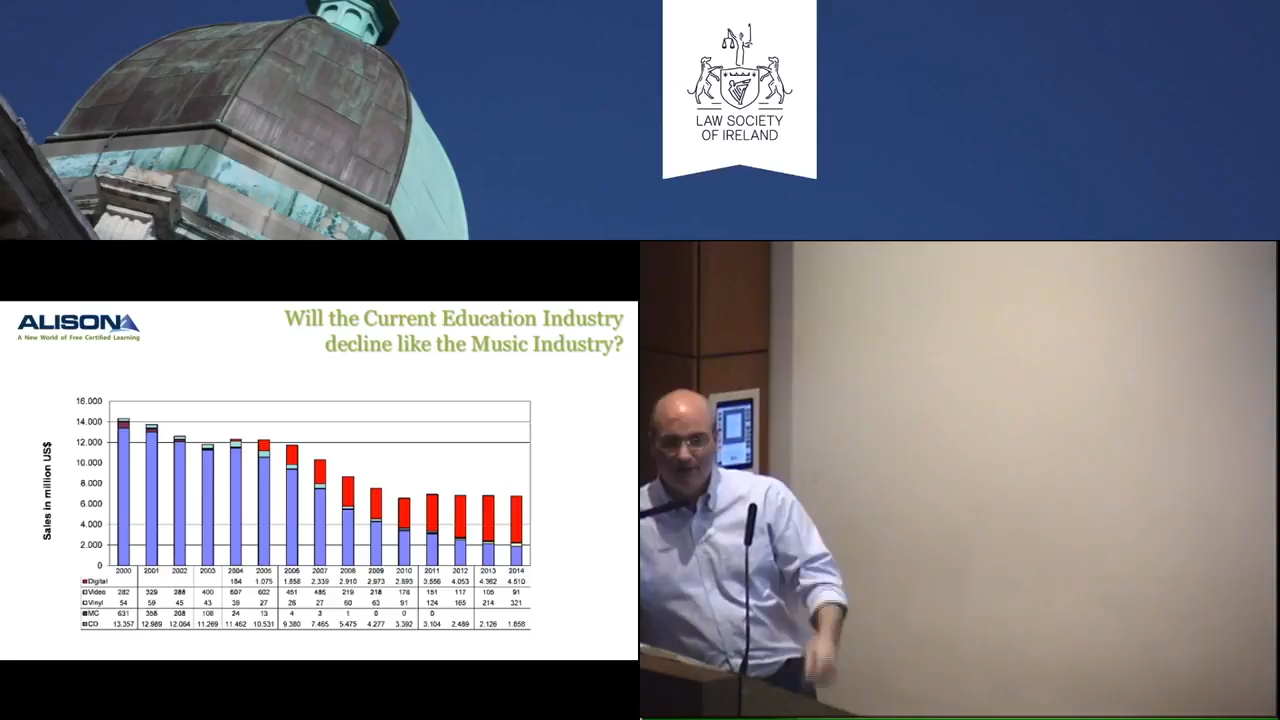 LAW SOCIETY
OF IRELAND
ALISON
A New World of Free Certified Learning
Will the Current Education Industry
decline like the Music Industry?
Sales in million US$
16.000
14.000
12.000
10.000
8.000
6.000
4.000
2.000
0
2000 2001 2002 2003 2004 2005 2006 2007 2008 2009 2010 2011 2012 2013 2014
Digital 184 1.075 1.858 2.339 2.910 2.973 2.893 3.556 4.053 4.362 4.510
Video 282 329 288 400 607 602 451 485 219 218 178 151 117 105 91
Vinyl 54 59 45 43 39 27 26 27 60 63 91 124 165 214 321
MC 631 358 208 108 24 13 4 3 1 0 0 0
CD 13.357 12.989 12.064 11.269 11.462 10.531 9.380 7.465 5.475 4.277 3.392 3.104 2.489 2.126 1.858